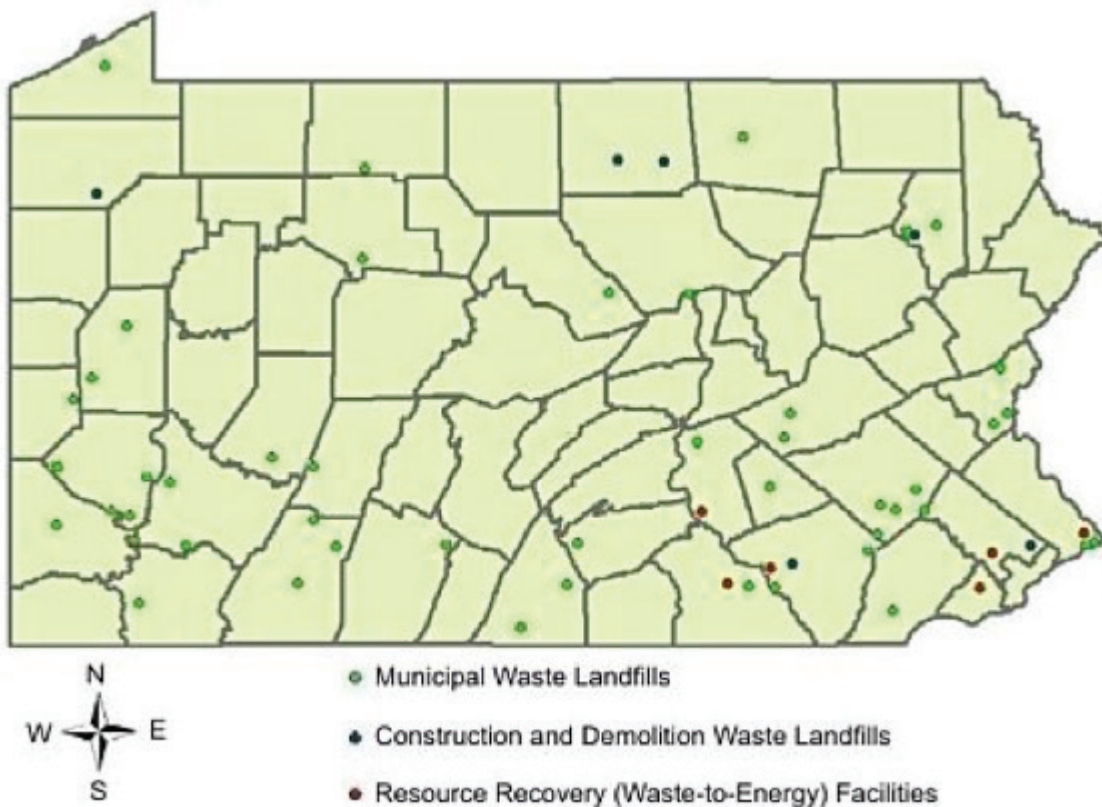 N
W E
S
Municipal Waste Landfills
Construction and Demolition Waste Landfills
Resource Recovery (Waste-to-Energy) Facilities